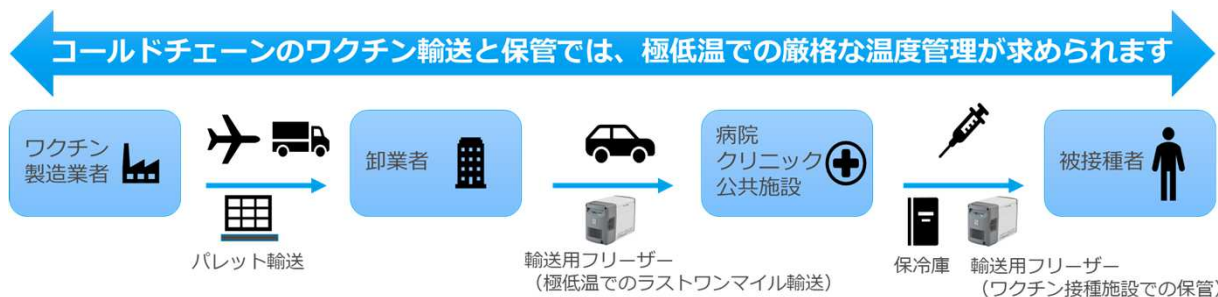 コールドチェーンのワクチン輸送と保管では、極低温での厳格な温度管理が求められます
ワクチン
製造業者
卸業者
病院
クリニック
公共施設
被接種者
パレット輸送
輸送用フリーザー
（極低温でのラストワンマイル輸送）
保冷庫
輸送用フリーザー
（ワクチン接種施設での保管）